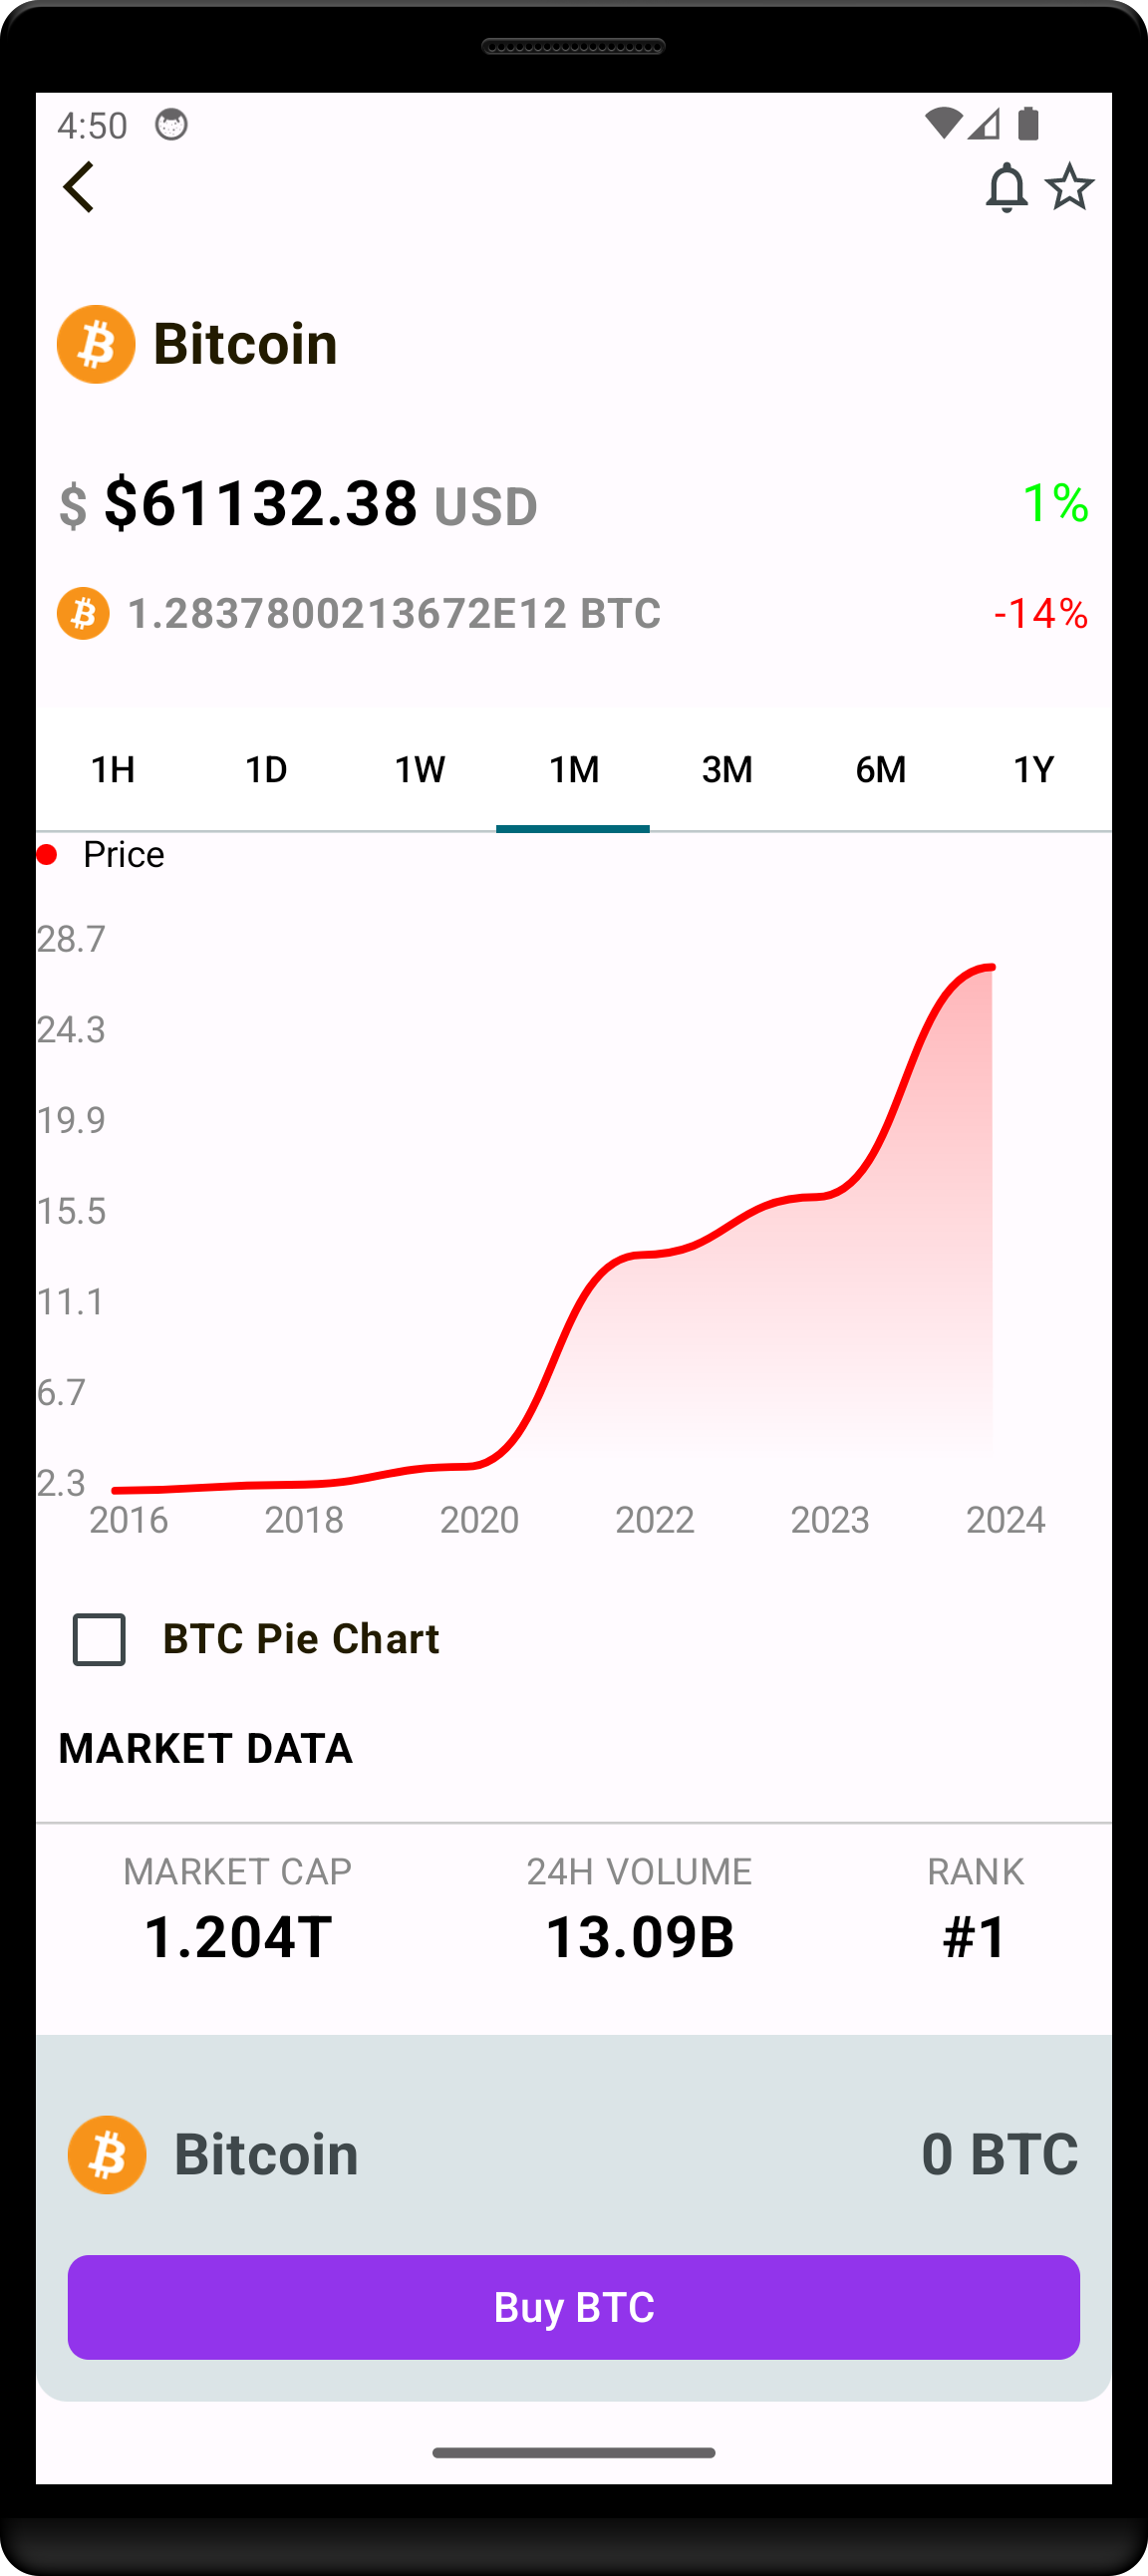 4:50
Bitcoin
$ $61132.38 USD 1%
1.2837800213672E12 BTC -14%
1H 1D 1W 1M 3M 6M 1Y
Price
28.7
24.3
19.9
15.5
11.1
6.7
2.3
2016 2018 2020 2022 2023 2024
BTC Pie Chart
MARKET DATA
MARKET CAP 24H VOLUME RANK
1.204T 13.09B #1
Bitcoin 0 BTC
Buy BTC